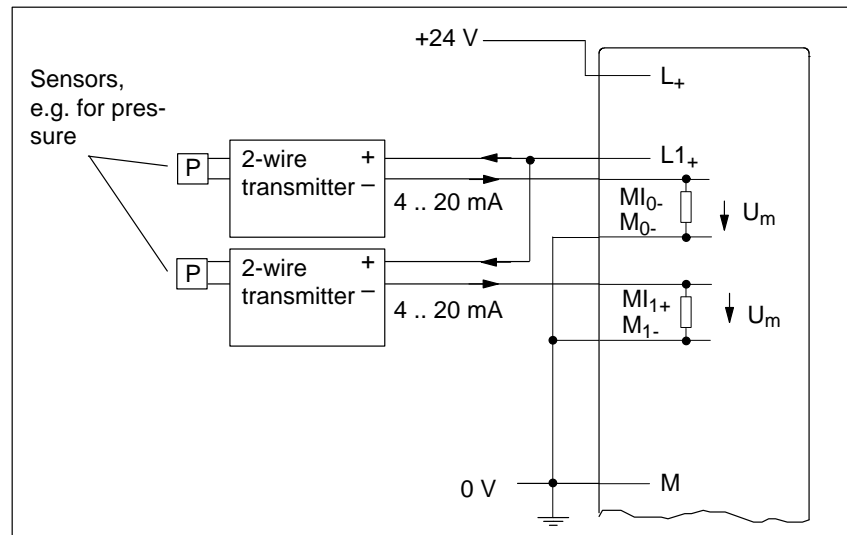 +24 V
L+
Sensors,
e.g. for pres-
sure
P
2-wire
transmitter
+
–
4 .. 20 mA
L1+
MI0-
M0-
Um
P
2-wire
transmitter
+
–
4 .. 20 mA
MI1+
M1-
Um
0 V
M